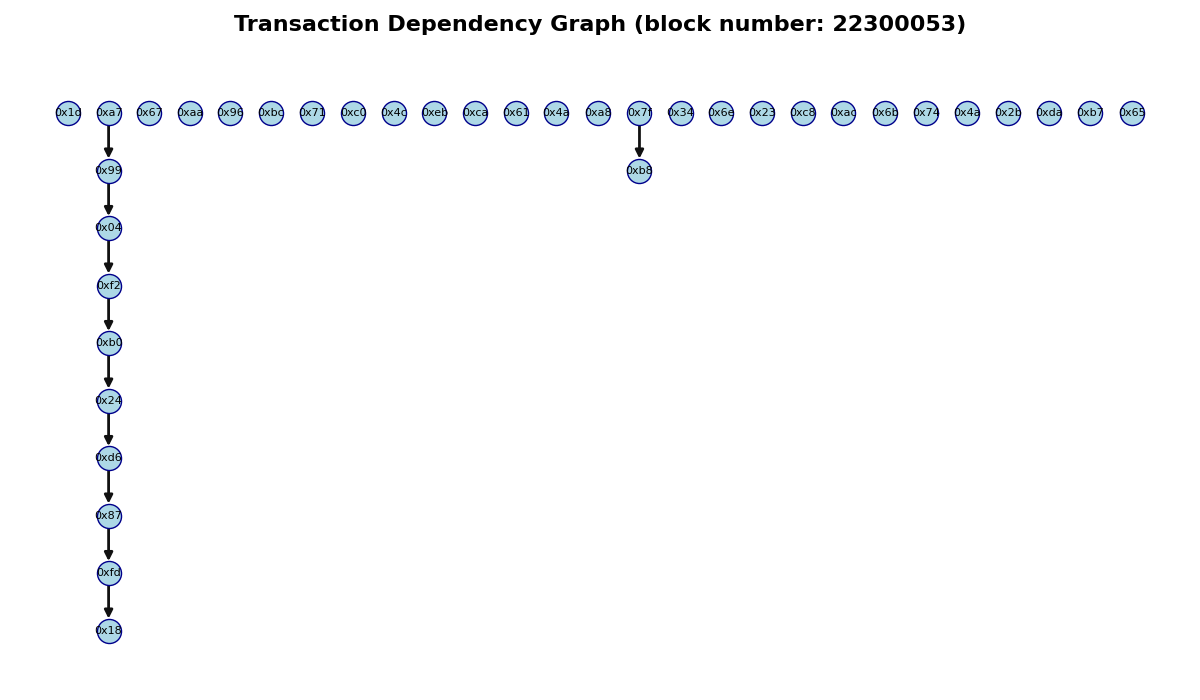 Transaction Dependency Graph (block number: 22300053)
0x1d 0xa7 0x67 0xaa 0x96 0xbc 0x71 0xc0 0x4c 0xeb 0xca 0x61 0x4a 0xa8 0x7f 0x34 0x6e 0x23 0xc8 0xac 0x6b 0x74 0x4a 0x2b 0xda 0xb7 0x65
0x99 0xb8
0x04
0xf2
0xb0
0x24
0xd6
0x87
0xfd
0x18